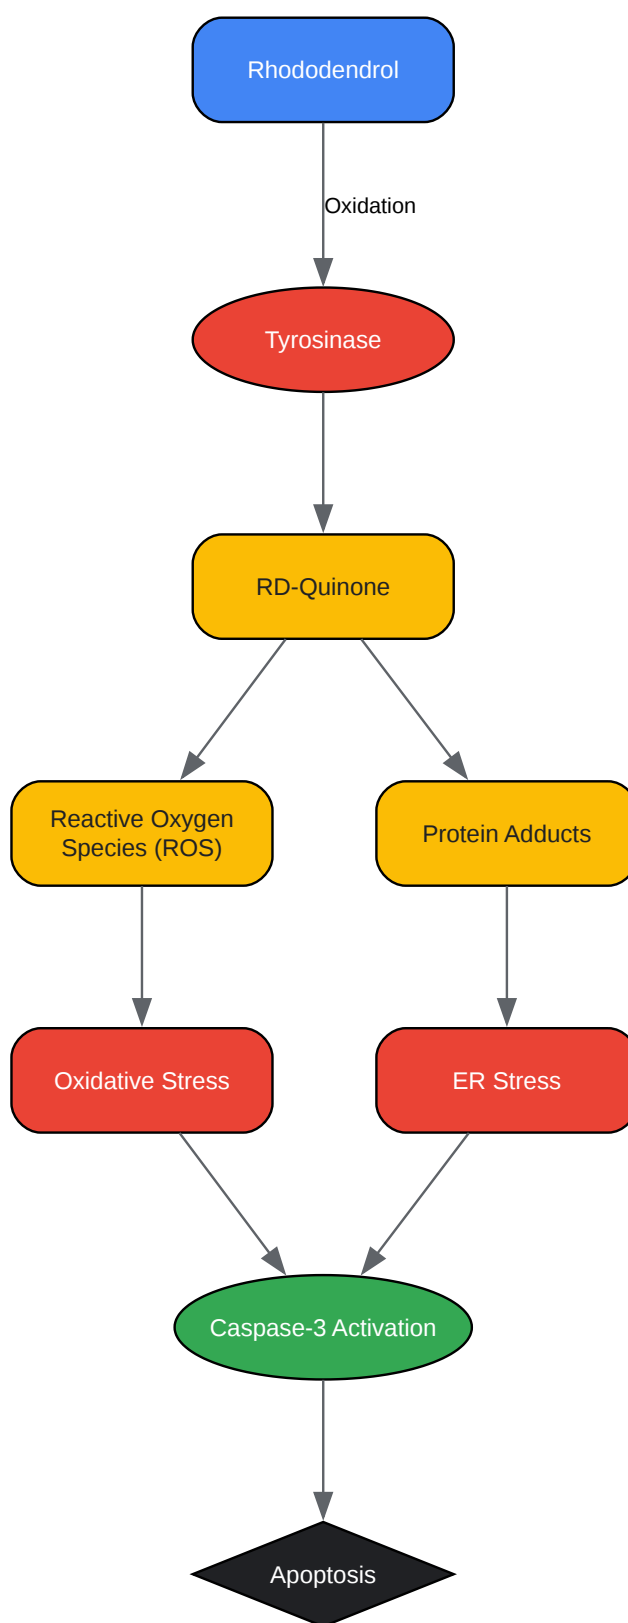 Rhododendrol
Oxidation
Tyrosinase
RD-Quinone
Reactive Oxygen
Species (ROS)
Protein Adducts
Oxidative Stress
ER Stress
Caspase-3 Activation
Apoptosis